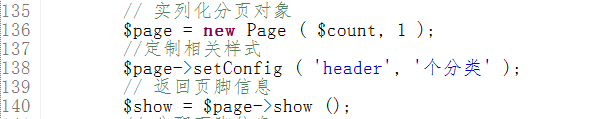 135 // 实列化分页对象
136 $page = new Page ( $count, 1 );
137 //定制相关样式
138 $page->setConfig ( 'header', '个分类' );
139 // 返回页脚信息
140 $show = $page->show ();